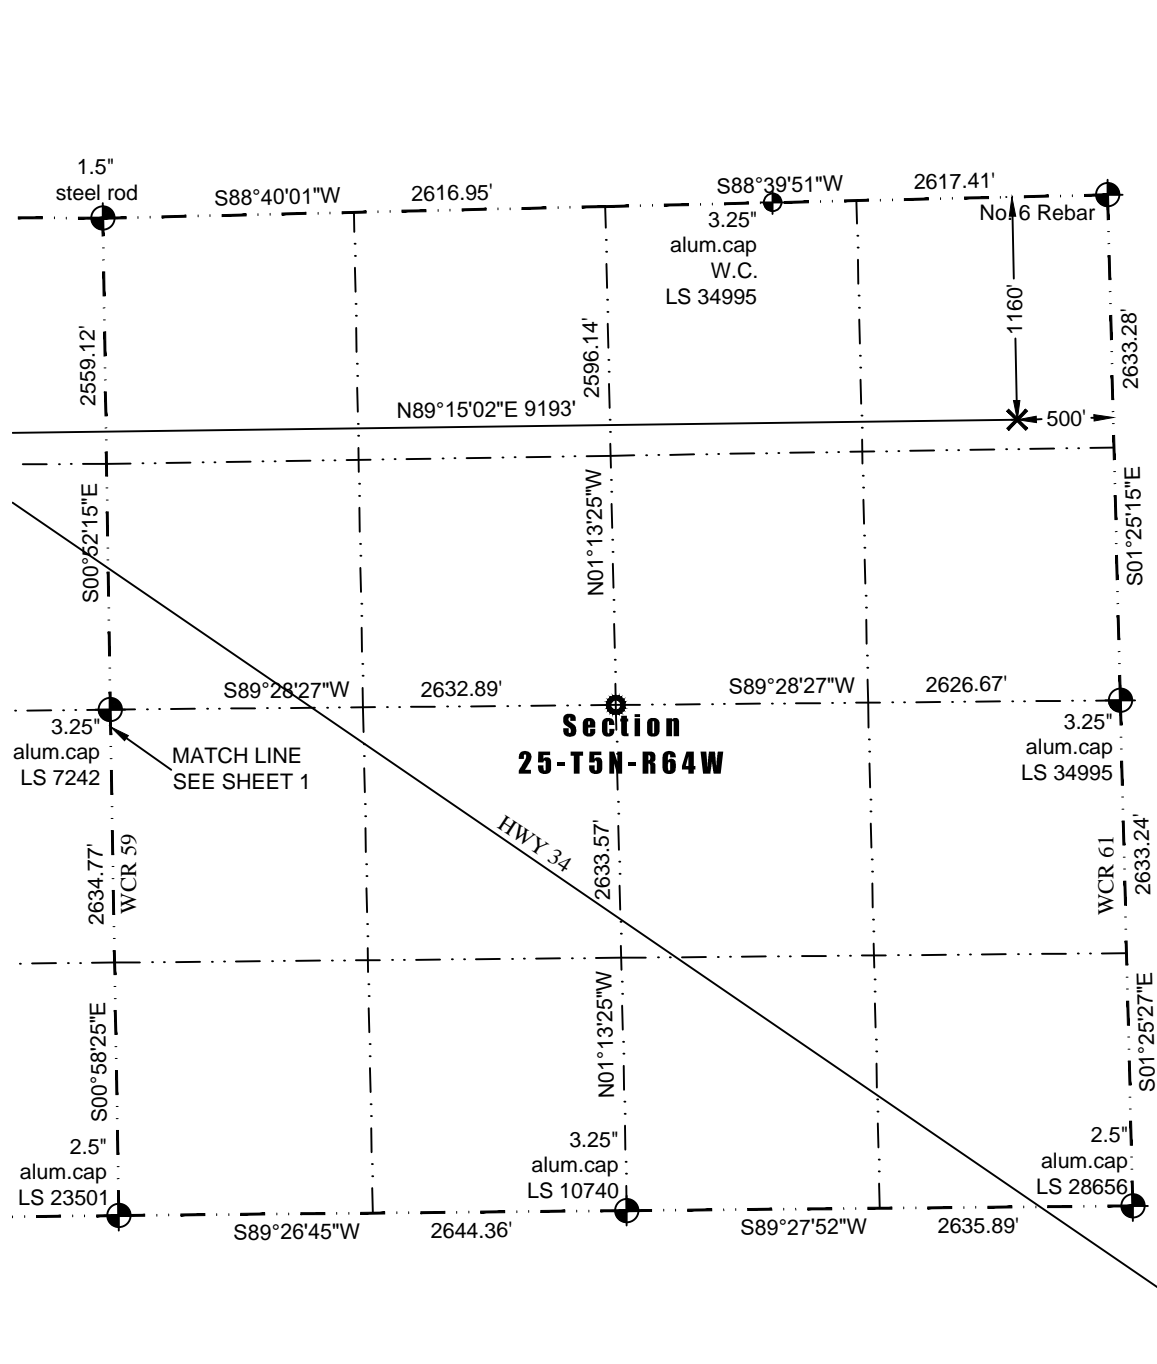 1.5"
steel rod
S88°40'01"W
2616.95'
S88°39'51"W
2617.41'
No. 6 Rebar
3.25"
alum.cap
W.C.
LS 34995
1160'
2559.12'
2596.14'
2633.28'
N89°15'02"E 9193'
500'
S00°52'15"E
N01°13'25"W
S01°25'15"E
S89°28'27"W
2632.89'
S89°28'27"W
2626.67'
Section
25-T5N-R64W
3.25"
alum.cap
LS 7242
MATCH LINE
SEE SHEET 1
3.25"
alum.cap
LS 34995
2634.77'
WCR 59
HWY 34
2633.57'
WCR 61
2633.24'
S00°58'25"E
N01°13'25"W
S01°25'27"E
2.5"
alum.cap
LS 23501
3.25"
alum.cap
LS 10740
2.5"
alum.cap
LS 28656
S89°26'45"W
2644.36'
S89°27'52"W
2635.89'